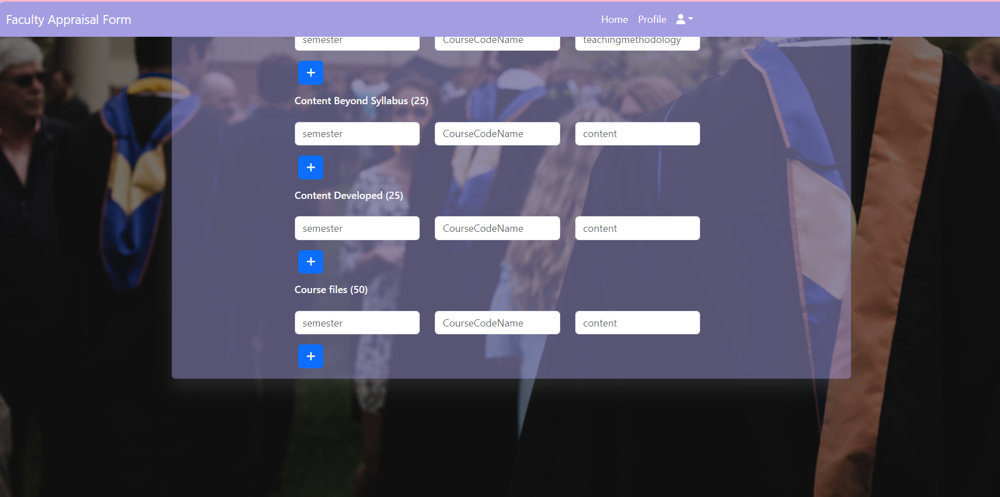 Faculty Appraisal Form Home Profile
semester CourseCodeName teachingmethodology
+
Content Beyond Syllabus (25)
semester CourseCodeName content
+
Content Developed (25)
semester CourseCodeName content
+
Course files (50)
semester CourseCodeName content
+